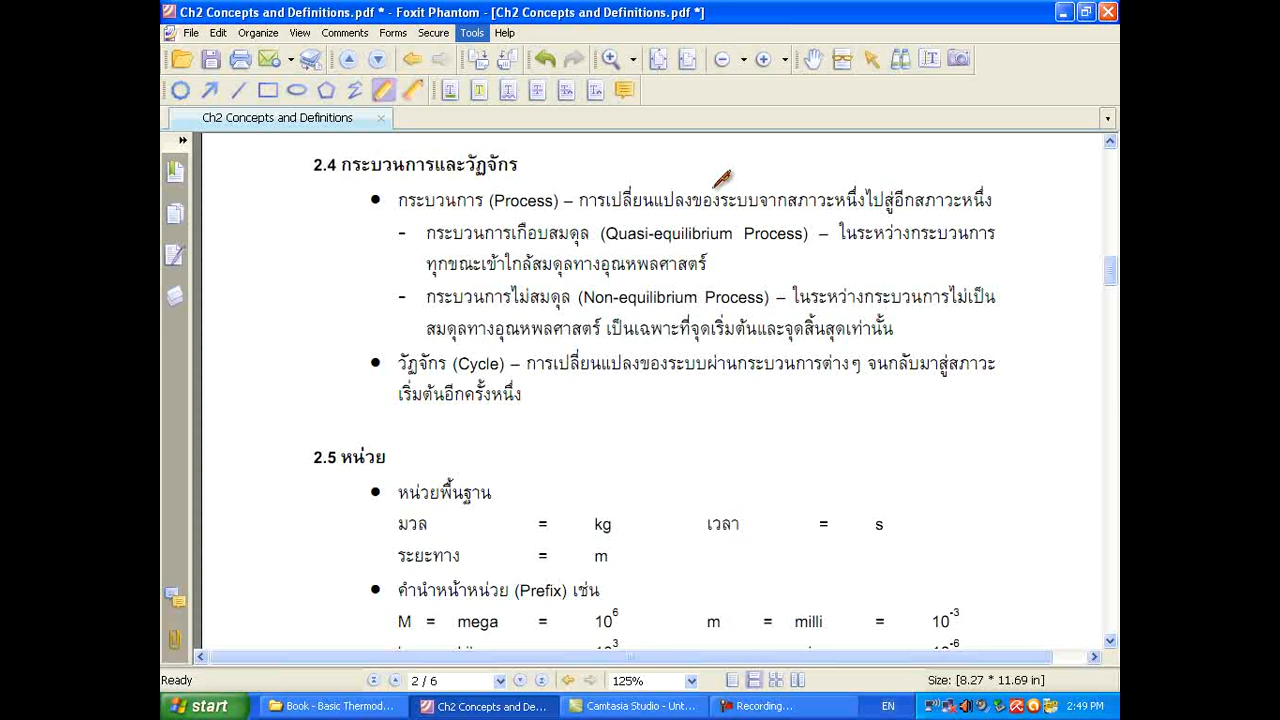 Ch2 Concepts and Definitions.pdf * - Foxit Phantom - [Ch2 Concepts and Definitions.pdf *]
File Edit Organize View Comments Forms Secure Tools Help
Ch2 Concepts and Definitions
2.4 กระบวนการและวัฏจักร
• กระบวนการ (Process) – การเปลี่ยนแปลงของระบบจากสภาวะหนึ่งไปสู่อีกสภาวะหนึ่ง
- กระบวนการเกือบสมดุล (Quasi-equilibrium Process) – ในระหว่างกระบวนการ
ทุกขณะเข้าใกล้สมดุลทางอุณหพลศาสตร์
- กระบวนการไม่สมดุล (Non-equilibrium Process) – ในระหว่างกระบวนการไม่เป็น
สมดุลทางอุณหพลศาสตร์ เป็นเฉพาะที่จุดเริ่มต้นและจุดสิ้นสุดเท่านั้น
• วัฏจักร (Cycle) – การเปลี่ยนแปลงของระบบผ่านกระบวนการต่างๆ จนกลับมาสู่สภาวะ
เริ่มต้นอีกครั้งหนึ่ง
2.5 หน่วย
• หน่วยพื้นฐาน
มวล = kg เวลา = s
ระยะทาง = m
• คำนำหน้าหน่วย (Prefix) เช่น
M = mega = 10^6 m = milli = 10^-3
Ready 2 / 6 125% Size: [8.27 * 11.69 in]
start Book - Basic Thermod... Ch2 Concepts and De... Camtasia Studio - Unt... Recording... EN 2:49 PM